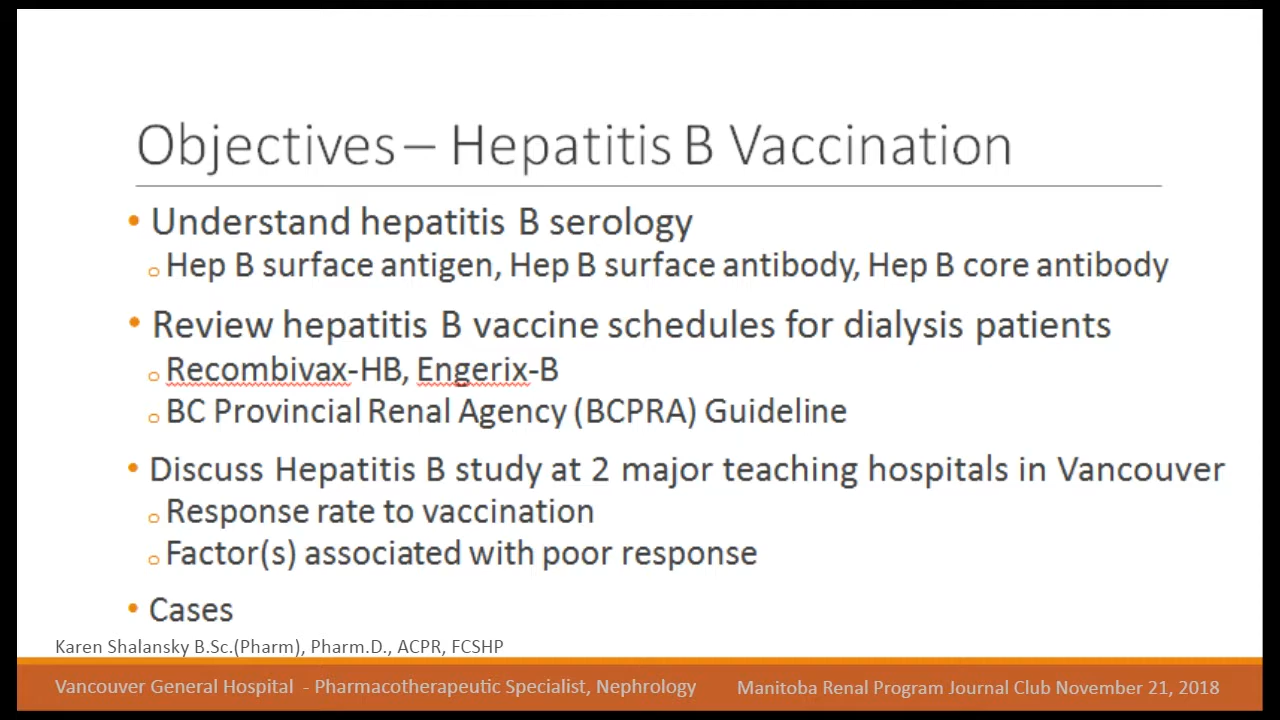 Objectives – Hepatitis B Vaccination
• Understand hepatitis B serology
o Hep B surface antigen, Hep B surface antibody, Hep B core antibody
• Review hepatitis B vaccine schedules for dialysis patients
o Recombivax-HB, Engerix-B
o BC Provincial Renal Agency (BCPRA) Guideline
• Discuss Hepatitis B study at 2 major teaching hospitals in Vancouver
o Response rate to vaccination
o Factor(s) associated with poor response
• Cases
Karen Shalansky B.Sc.(Pharm), Pharm.D., ACPR, FCSHP
Vancouver General Hospital - Pharmacotherapeutic Specialist, Nephrology
Manitoba Renal Program Journal Club November 21, 2018